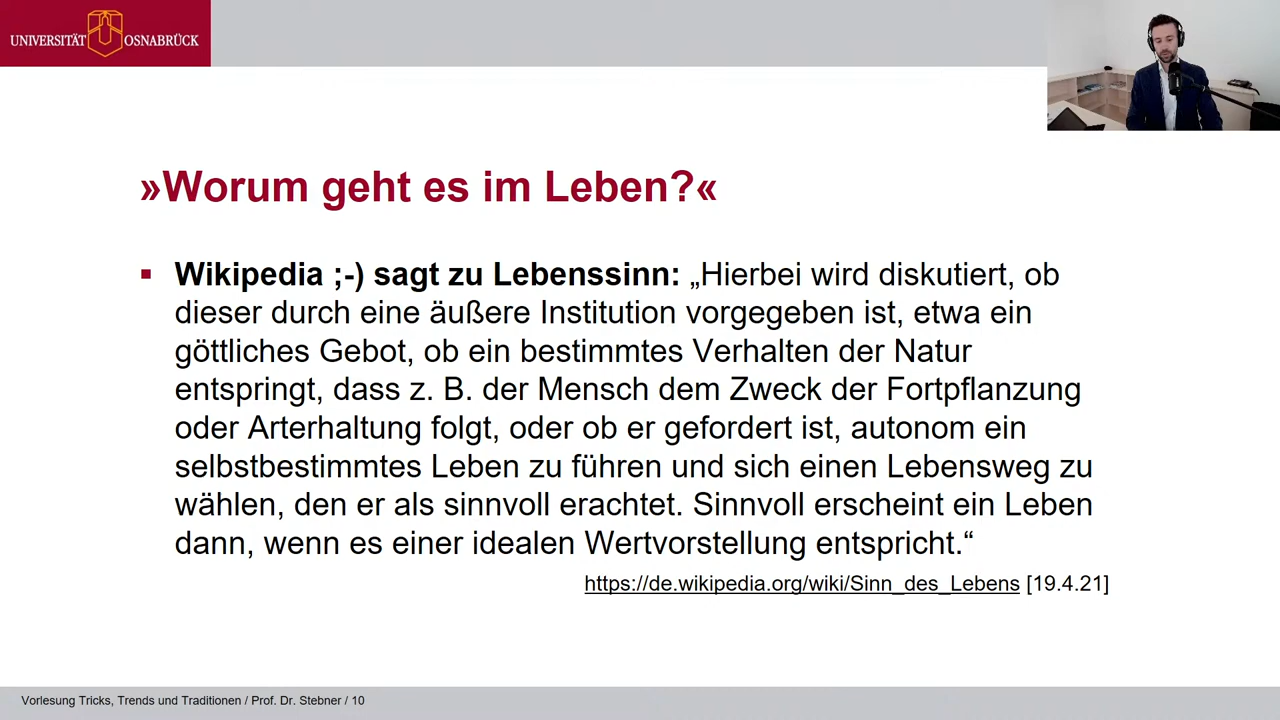 UNIVERSITÄT OSNABRÜCK
»Worum geht es im Leben?«
▪ Wikipedia ;-) sagt zu Lebenssinn: „Hierbei wird diskutiert, ob
dieser durch eine äußere Institution vorgegeben ist, etwa ein
göttliches Gebot, ob ein bestimmtes Verhalten der Natur
entspringt, dass z. B. der Mensch dem Zweck der Fortpflanzung
oder Arterhaltung folgt, oder ob er gefordert ist, autonom ein
selbstbestimmtes Leben zu führen und sich einen Lebensweg zu
wählen, den er als sinnvoll erachtet. Sinnvoll erscheint ein Leben
dann, wenn es einer idealen Wertvorstellung entspricht.“
https://de.wikipedia.org/wiki/Sinn_des_Lebens [19.4.21]
Vorlesung Tricks, Trends und Traditionen / Prof. Dr. Stebner / 10